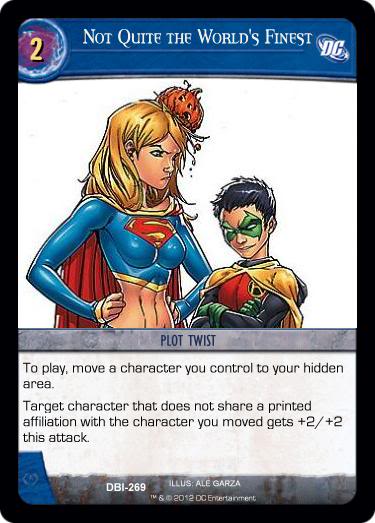 2
NOT QUITE THE WORLD'S FINEST
DC
S
R
PLOT TWIST
To play, move a character you control to your hidden
area.
Target character that does not share a printed
affiliation with the character you moved gets +2/+2
this attack.
ILLUS: ALÉ GARZA
DBI-269
™ & © 2012 DC Entertainment